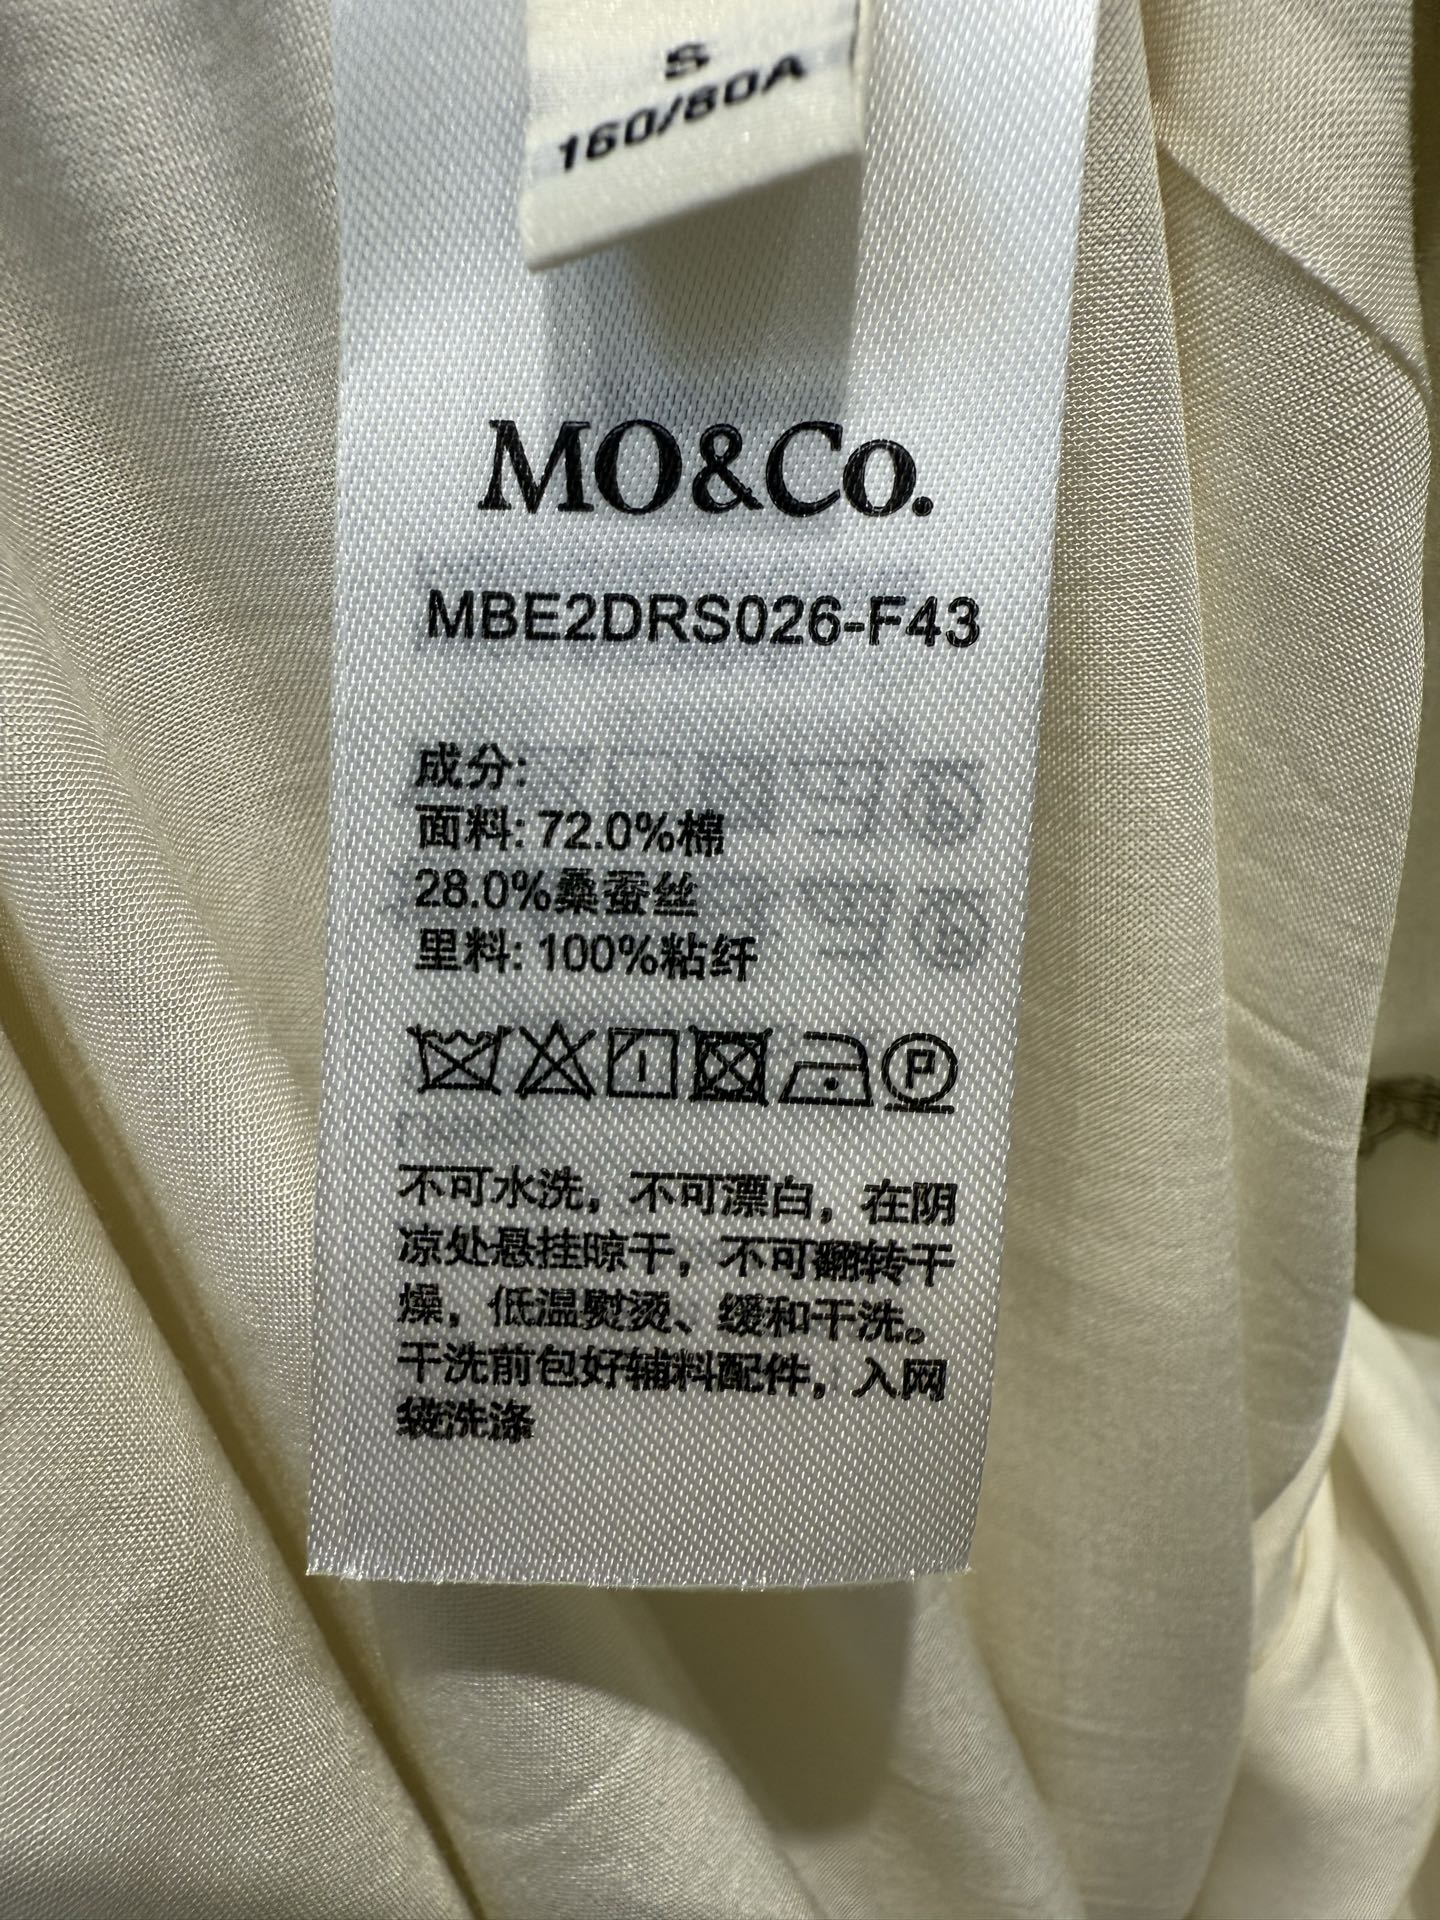 S
160/80A
MO&Co.
MBE2DRS026-F43
成分:
面料: 72.0%棉
28.0%桑蚕丝
里料: 100%粘纤
P
不可水洗，不可漂白，在阴
凉处悬挂晾干，不可翻转干
燥，低温熨烫、缓和干洗。
干洗前包好辅料配件，入网
袋洗涤